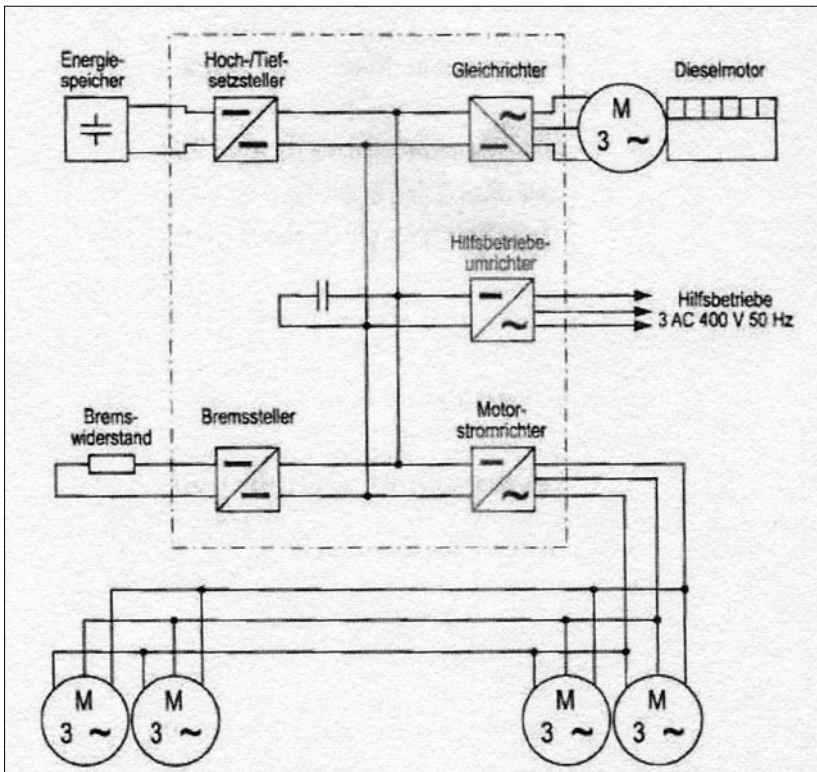 Energie-
speicher
Hoch-/Tief-
setzsteller
Gleichrichter
Dieselmotor
M
3 ~
Hilfsbetriebe-
umrichter
Hilfsbetriebe
3 AC 400 V 50 Hz
Brems-
widerstand
Bremssteller
Motor-
stromrichter
M
3 ~
M
3 ~
M
3 ~
M
3 ~